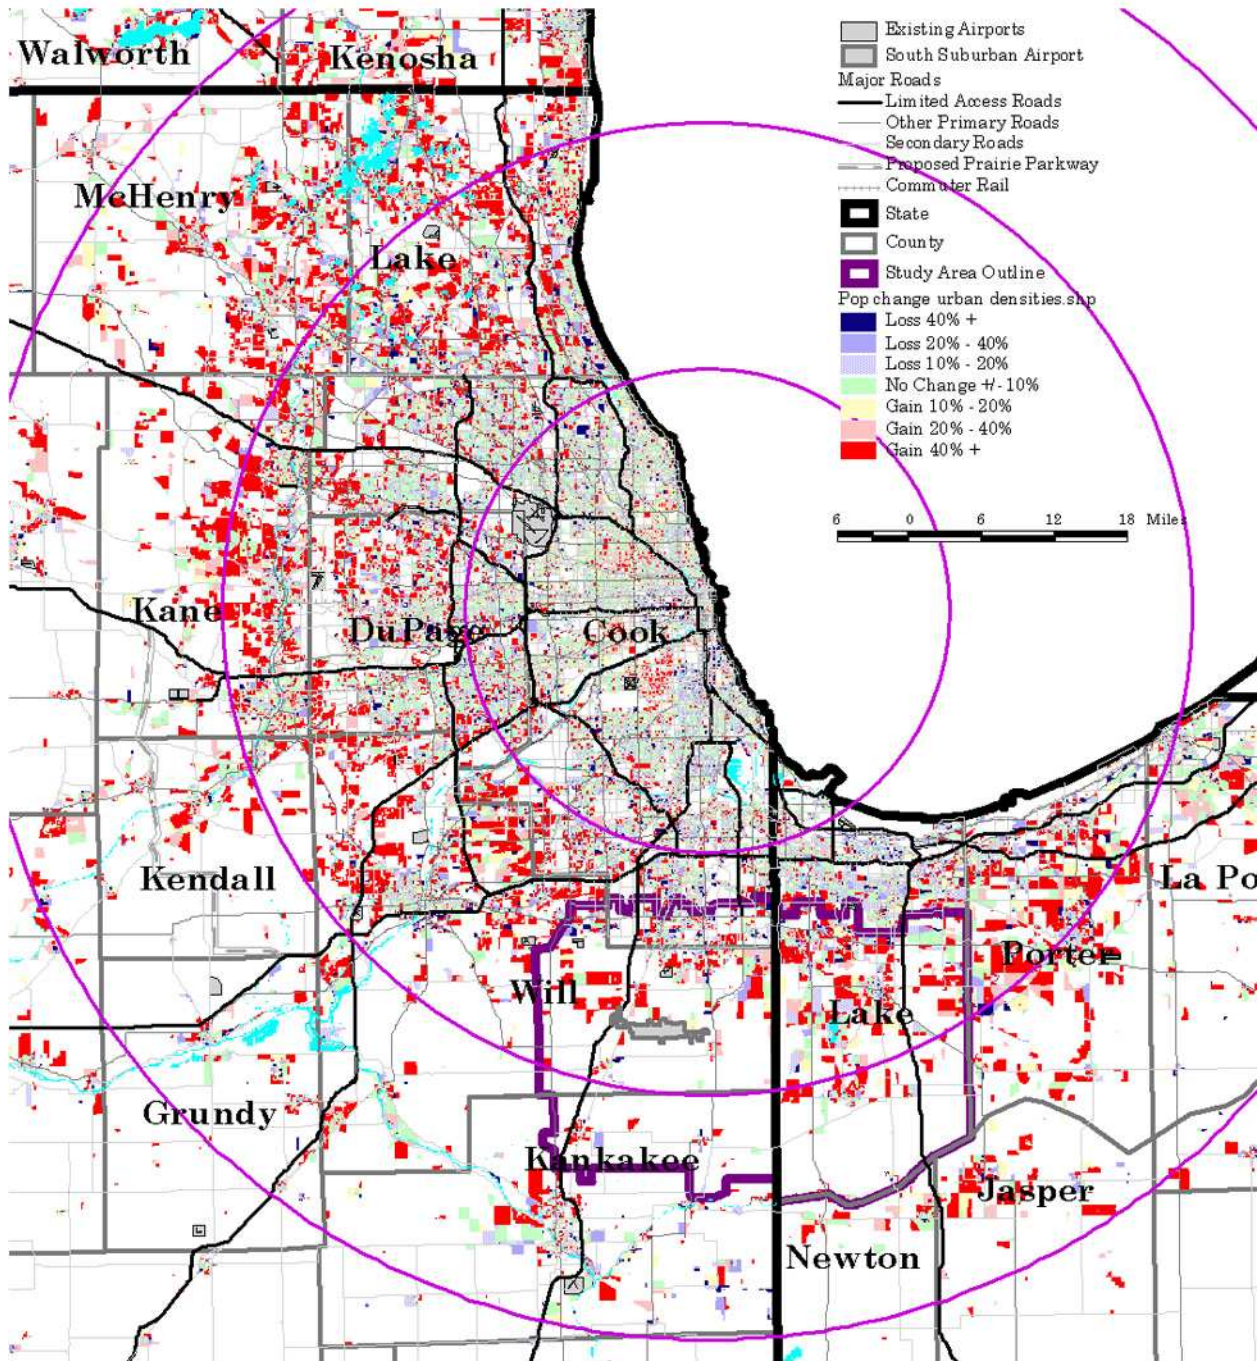 Walworth
Kenosha
McHenry
Lake
Kane
DuPage
Cook
Kendall
La Po
Will
Porter
Lake
Grundy
Kankakee
Jasper
Newton
Existing Airports
South Suburban Airport
Major Roads
Limited Access Roads
Other Primary Roads
Secondary Roads
Proposed Prairie Parkway
Commuter Rail
State
County
Study Area Outline
Pop change urban densities.shp
Loss 40% +
Loss 20% - 40%
Loss 10% - 20%
No Change +/- 10%
Gain 10% - 20%
Gain 20% - 40%
Gain 40% +
6 0 6 12 18 Miles